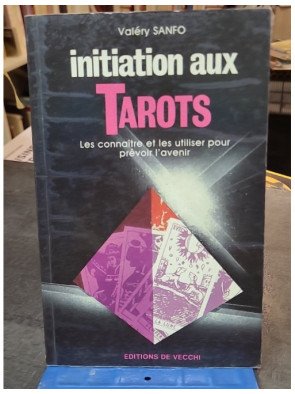 Valéry SANFO
initiation aux
TAROTS
Les connaître et les utiliser pour
prévoir l'avenir
EDITIONS DE VECCHI